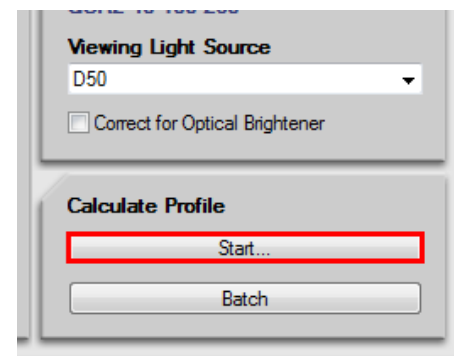 Viewing Light Source
D50
Correct for Optical Brightener
Calculate Profile
Start...
Batch